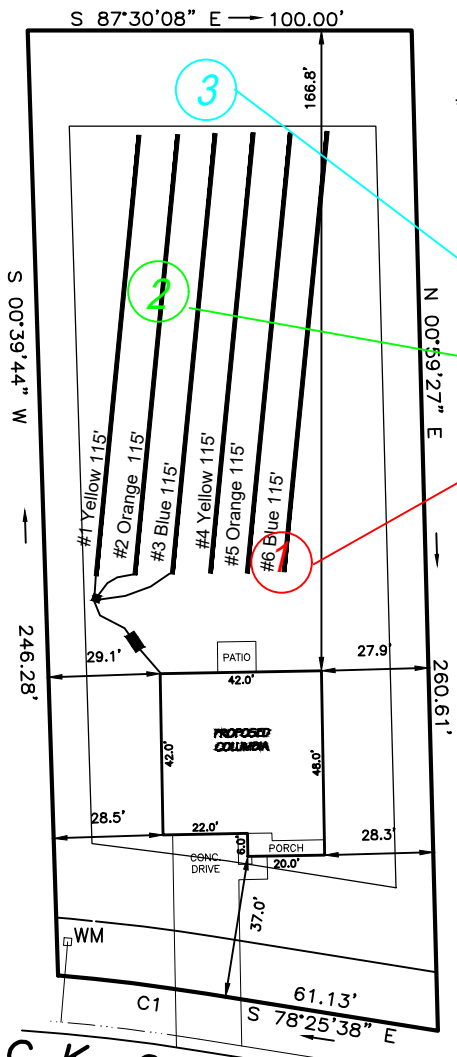 S 87°30'08" E 100.00'
3
166.8'
2
S 00°39'44" W
N 00°59'27" E
#1 Yellow 115'
#2 Orange 115'
#3 Blue 115'
#4 Yellow 115'
#5 Orange 115'
#6 Blue 115'
1
246.28'
29.1'
PATIO
42.0'
27.9'
260.61'
PROPOSED
COLUMBIA
42.0'
48.0'
28.5'
22.0'
6.0'
PORCH
20.0'
28.3'
CONC.
DRIVE
37.0'
WM
C1
61.13'
S 78°25'38" E
C K